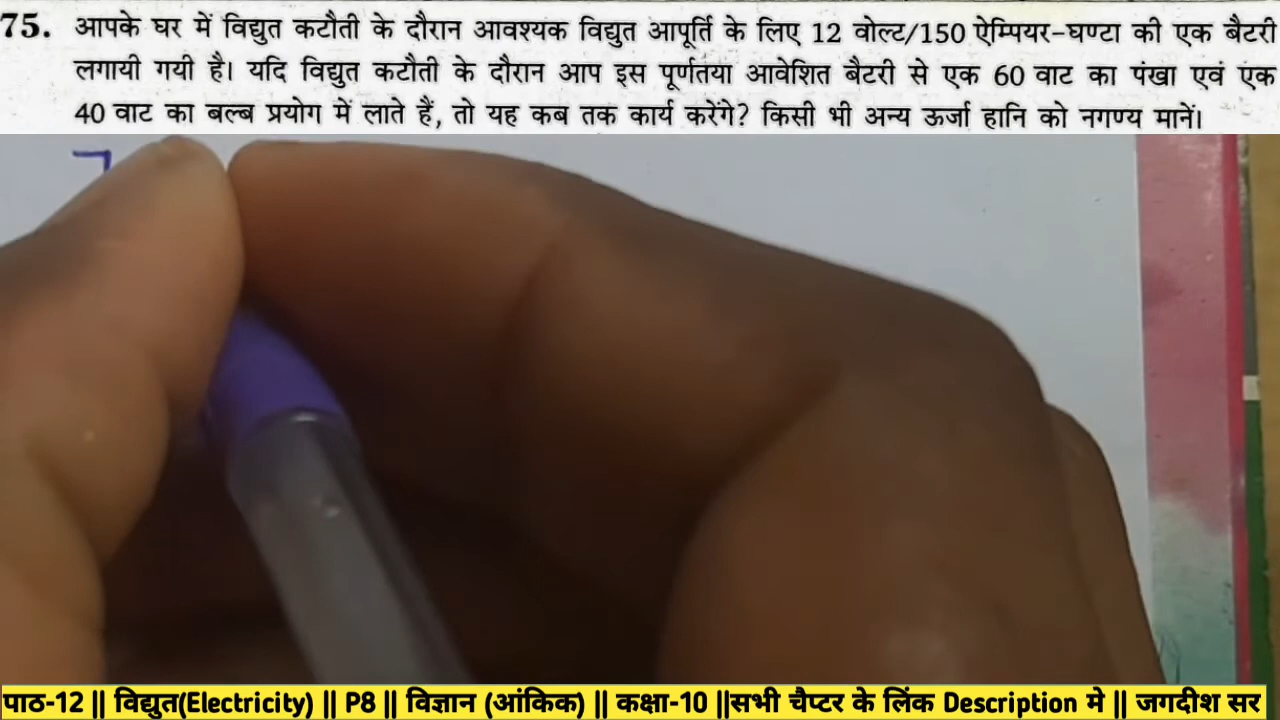 75. आपके घर में विद्युत कटौती के दौरान आवश्यक विद्युत आपूर्ति के लिए 12 वोल्ट/150 ऐम्पियर-घण्टा की एक बैटरी
लगायी गयी है। यदि विद्युत कटौती के दौरान आप इस पूर्णतया आवेशित बैटरी से एक 60 वाट का पंखा एवं एक
40 वाट का बल्ब प्रयोग में लाते हैं, तो यह कब तक कार्य करेंगे? किसी भी अन्य ऊर्जा हानि को नगण्य मानें।
पाठ-12 || विद्युत(Electricity) || P8 || विज्ञान (आंकिक) || कक्षा-10 ||सभी चैप्टर के लिंक Description मे || जगदीश सर